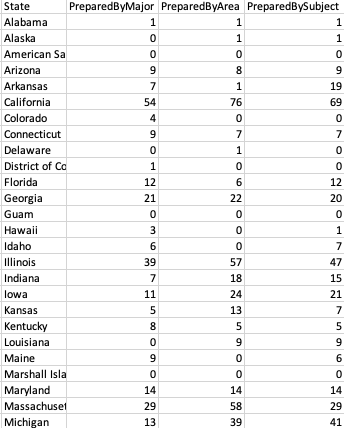 State PreparedByMajor PreparedByArea PreparedBySubject
Alabama 1 1 1
Alaska 0 1 1
American Sa 0 0 0
Arizona 9 8 9
Arkansas 7 1 19
California 54 76 69
Colorado 4 0 0
Connecticut 9 7 7
Delaware 0 1 0
District of Co 1 0 0
Florida 12 6 12
Georgia 21 22 20
Guam 0 0 0
Hawaii 3 0 1
Idaho 6 0 7
Illinois 39 57 47
Indiana 7 18 15
Iowa 11 24 21
Kansas 5 13 7
Kentucky 8 5 5
Louisiana 0 9 9
Maine 9 0 6
Marshall Isla 0 0 0
Maryland 14 14 14
Massachuset 29 58 29
Michigan 13 39 41